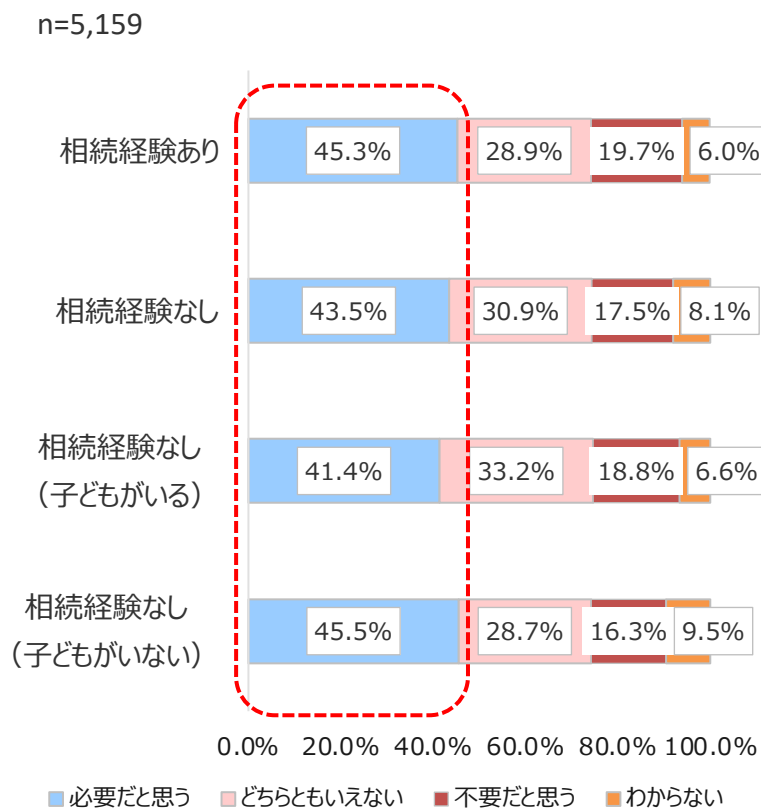 n=5,159
相続経験あり
45.3% 28.9% 19.7% 6.0%
相続経験なし
43.5% 30.9% 17.5% 8.1%
相続経験なし
（子どもがいる）
41.4% 33.2% 18.8% 6.6%
相続経験なし
（子どもがいない）
45.5% 28.7% 16.3% 9.5%
0.0% 20.0% 40.0% 60.0% 80.0% 100.0%
必要だと思う どちらともいえない 不要だと思う わからない